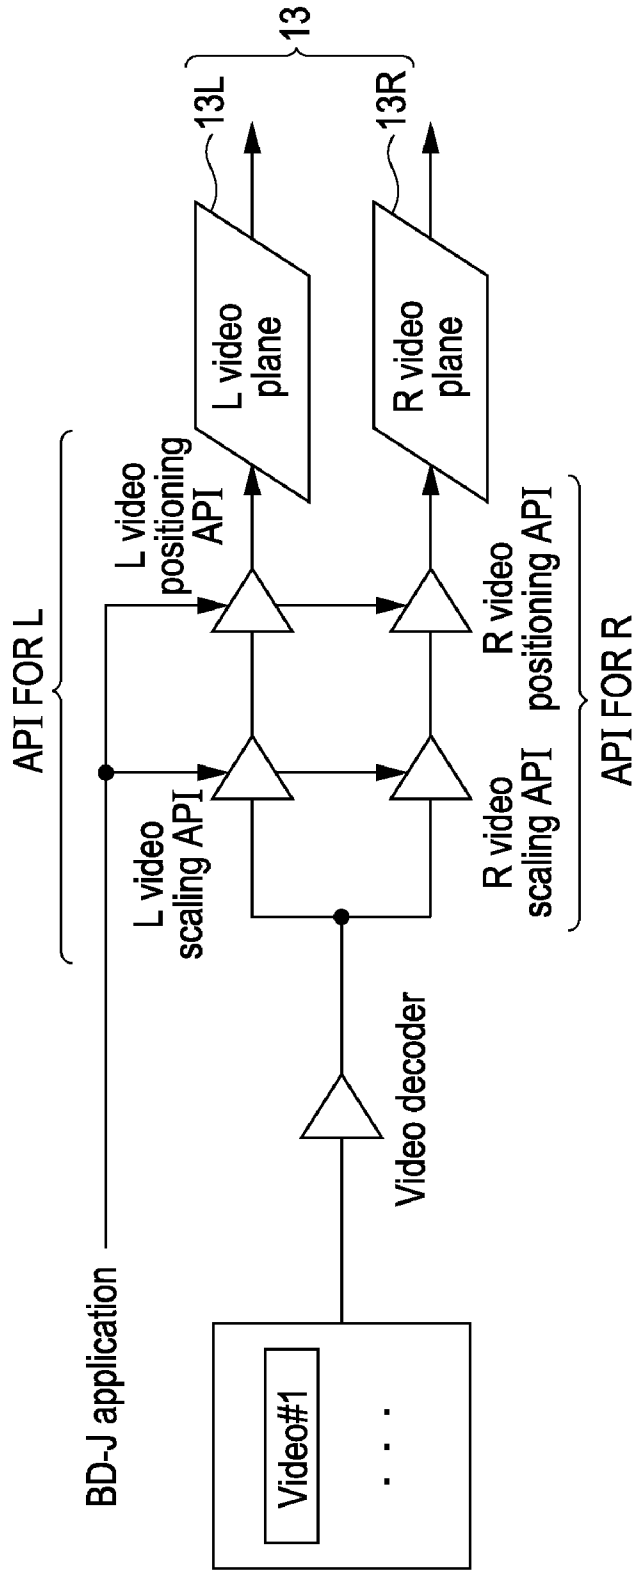 API FOR L
BD-J application
L video
scaling API
L video
positioning
API
13L
13
L video
plane
Video#1
. . .
Video decoder
R video
plane
13R
R video
scaling API
R video
positioning API
API FOR R